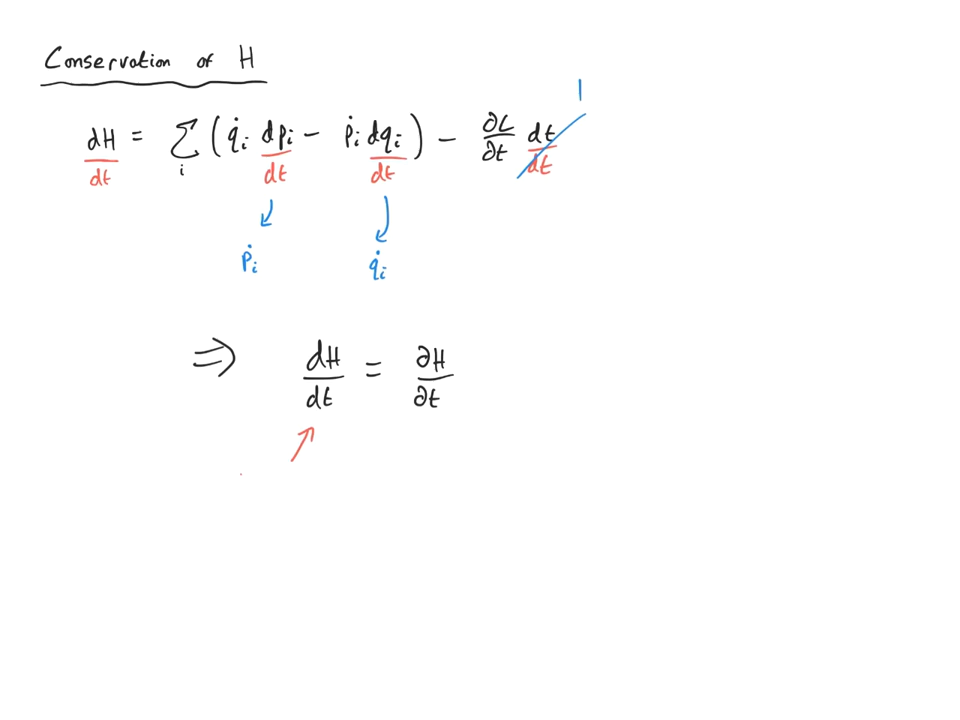 Conservation of H
1
dH/dt = Σ_i (q̇_i dp_i/dt − ṗ_i dq_i/dt) − ∂L/∂t dt/dt
ṗ_i q̇_i
⇒ dH/dt = ∂H/∂t